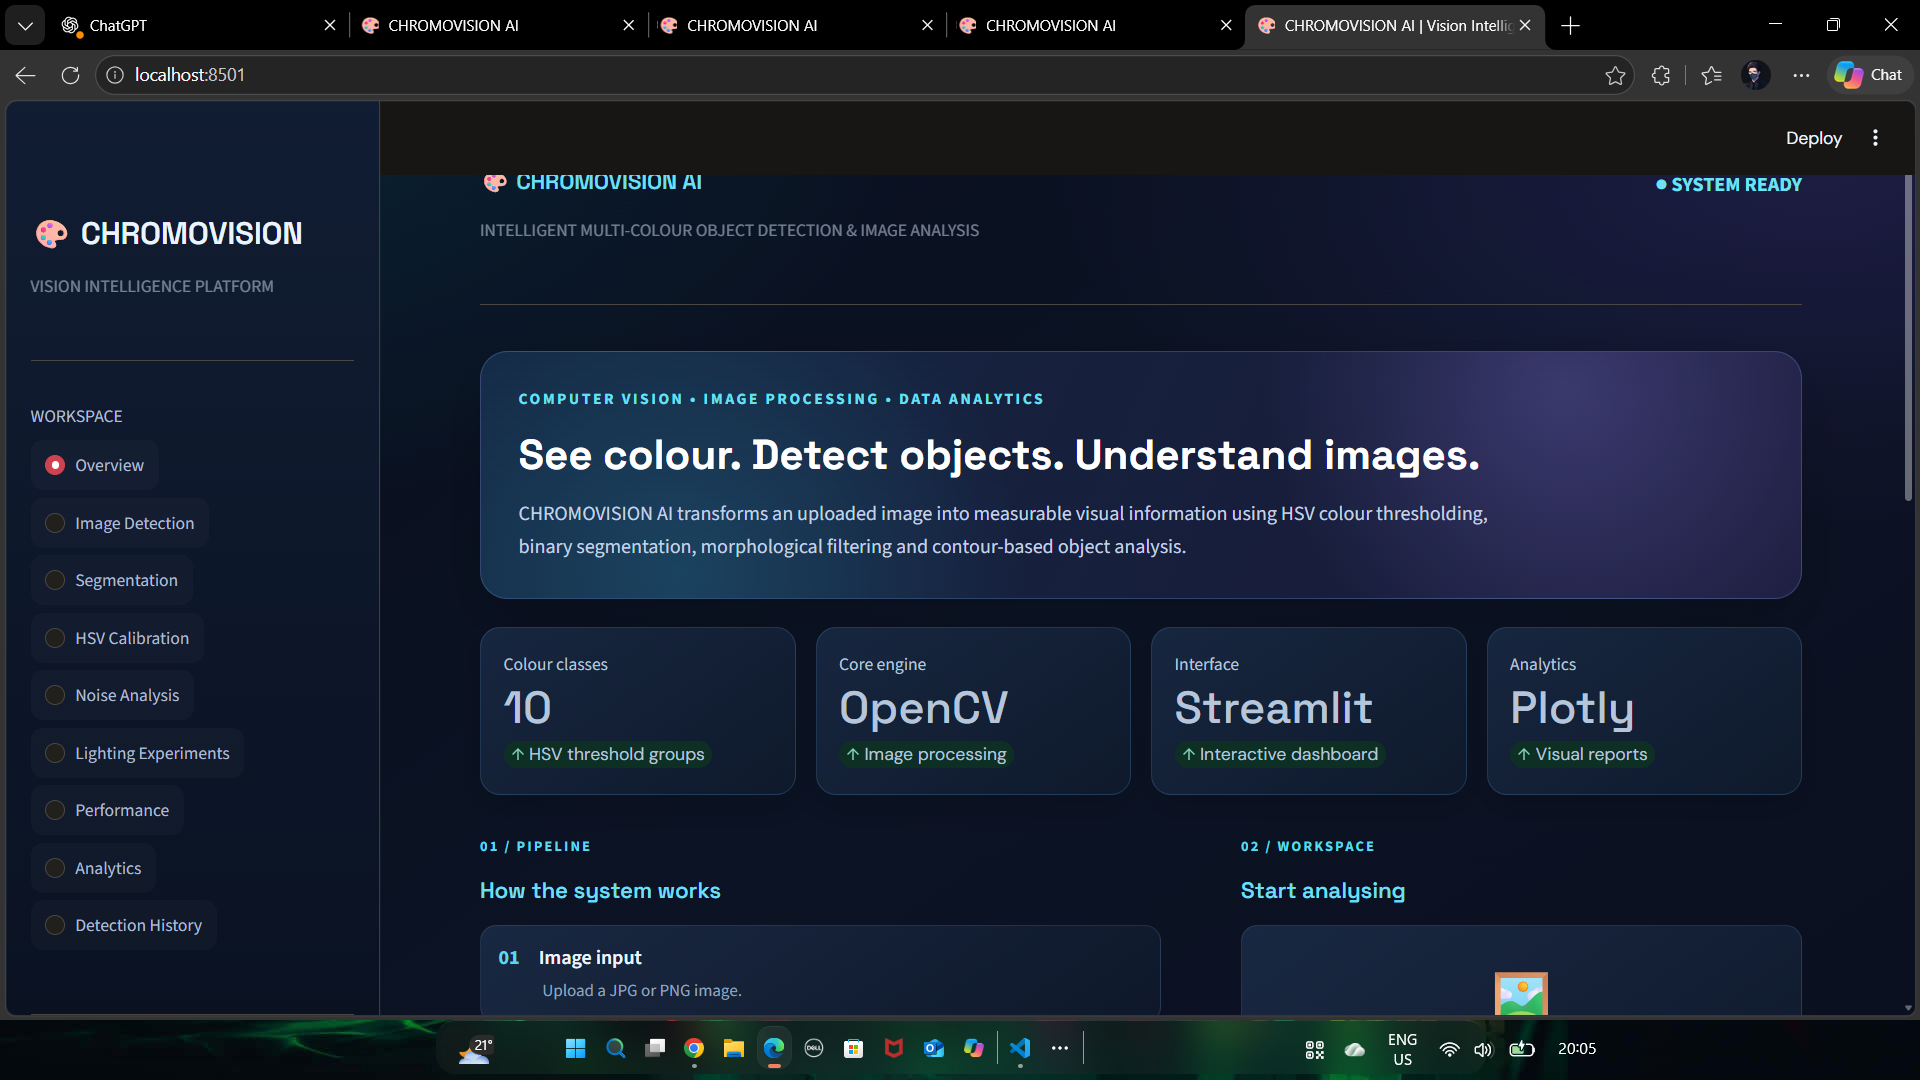 ChatGPT
CHROMOVISION AI
CHROMOVISION AI
CHROMOVISION AI
CHROMOVISION AI | Vision Intellig
localhost:8501
Chat
Deploy
CHROMOVISION
VISION INTELLIGENCE PLATFORM
WORKSPACE
Overview
Image Detection
Segmentation
HSV Calibration
Noise Analysis
Lighting Experiments
Performance
Analytics
Detection History
CHROMOVISION AI
● SYSTEM READY
INTELLIGENT MULTI-COLOUR OBJECT DETECTION & IMAGE ANALYSIS
COMPUTER VISION • IMAGE PROCESSING • DATA ANALYTICS
See colour. Detect objects. Understand images.
CHROMOVISION AI transforms an uploaded image into measurable visual information using HSV colour thresholding,
binary segmentation, morphological filtering and contour-based object analysis.
Colour classes
10
↑ HSV threshold groups
Core engine
OpenCV
↑ Image processing
Interface
Streamlit
↑ Interactive dashboard
Analytics
Plotly
↑ Visual reports
01 / PIPELINE
How the system works
01 Image input
Upload a JPG or PNG image.
02 / WORKSPACE
Start analysing
21°
DELL
ENG
US
20:05